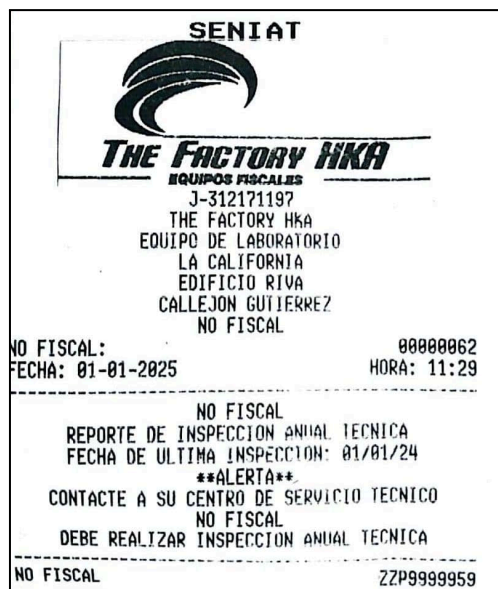 SENIAT
THE FACTORY HKA
EQUIPOS FISCALES
J-312171197
THE FACTORY HKA
EQUIPO DE LABORATORIO
LA CALIFORNIA
EDIFICIO RIVA
CALLEJON GUTIERREZ
NO FISCAL
NO FISCAL: 00000062
FECHA: 01-01-2025 HORA: 11:29
NO FISCAL
REPORTE DE INSPECCION ANUAL TECNICA
FECHA DE ULTIMA INSPECCION: 01/01/24
**ALERTA**
CONTACTE A SU CENTRO DE SERVICIO TECNICO
NO FISCAL
DEBE REALIZAR INSPECCION ANUAL TECNICA
NO FISCAL ZZP9999959